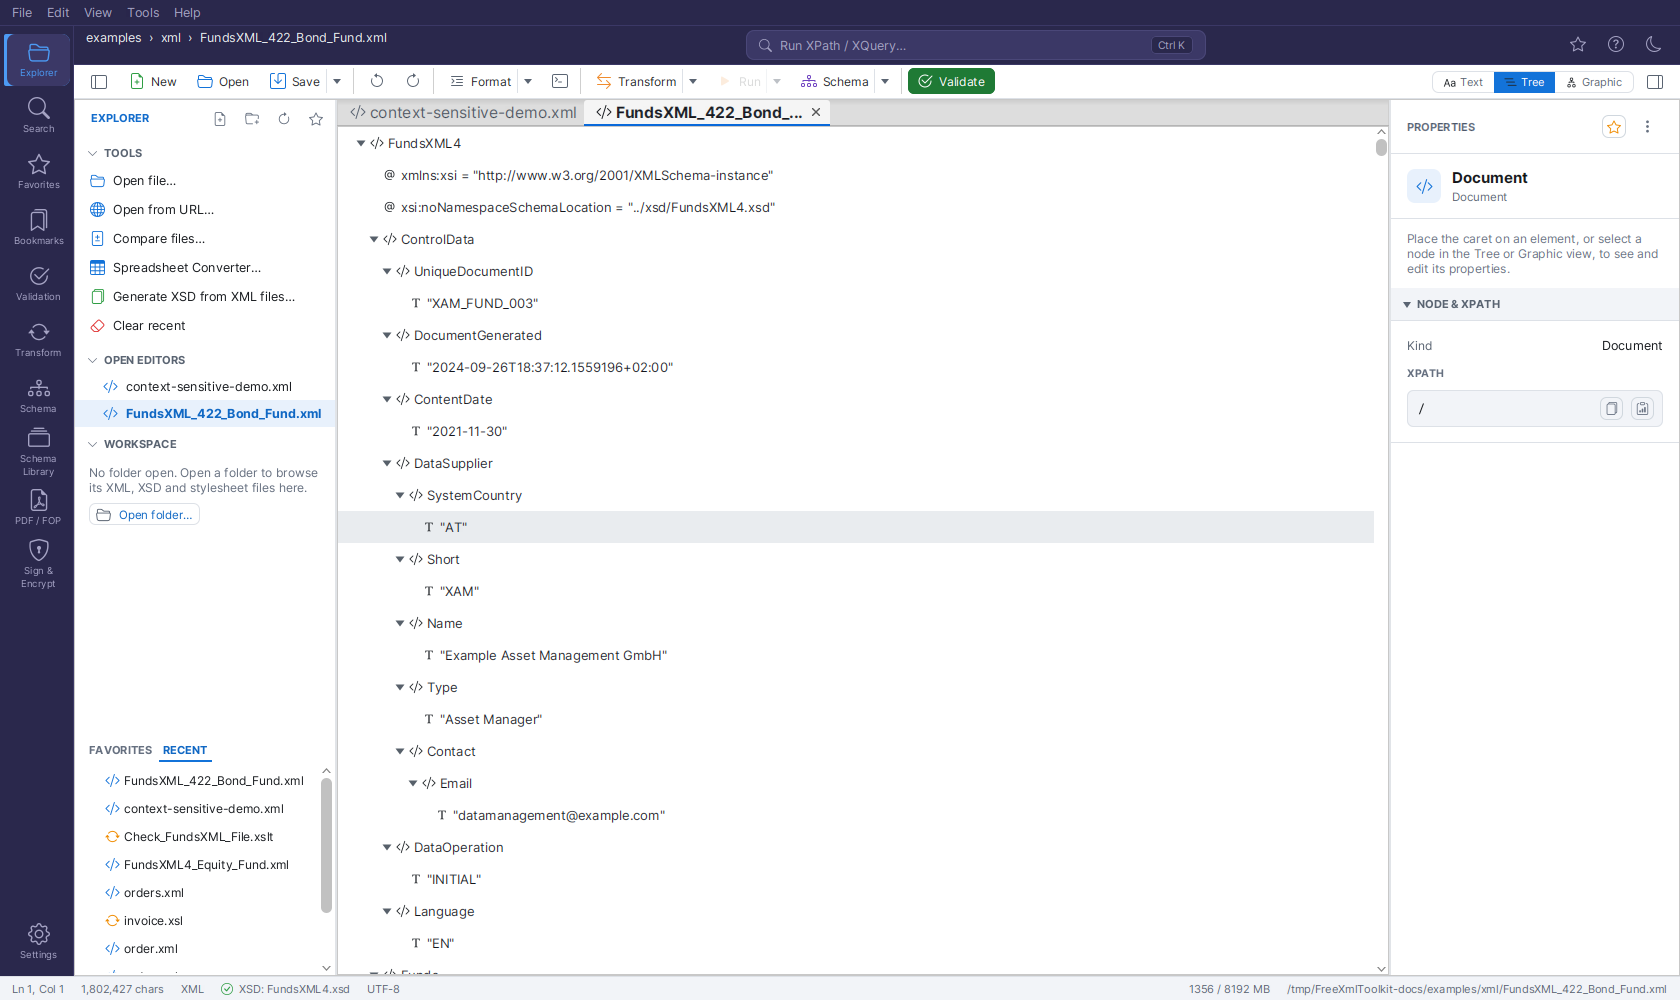 File Edit View Tools Help
examples › xml › FundsXML_422_Bond_Fund.xml
Run XPath / XQuery... Ctrl K
New Open Save Format Transform Run Schema Validate Aa Text Tree Graphic
Explorer
Search
Favorites
Bookmarks
Validation
Transform
Schema
Schema
Library
PDF / FOP
Sign &
Encrypt
Settings
EXPLORER
TOOLS
Open file...
Open from URL...
Compare files...
Spreadsheet Converter...
Generate XSD from XML files...
Clear recent
OPEN EDITORS
context-sensitive-demo.xml
FundsXML_422_Bond_Fund.xml
WORKSPACE
No folder open. Open a folder to browse
its XML, XSD and stylesheet files here.
Open folder...
FAVORITES RECENT
FundsXML_422_Bond_Fund.xml
context-sensitive-demo.xml
Check_FundsXML_File.xslt
FundsXML4_Equity_Fund.xml
orders.xml
invoice.xsl
order.xml
context-sensitive-demo.xml FundsXML_422_Bond_...
FundsXML4
@ xmlns:xsi = "http://www.w3.org/2001/XMLSchema-instance"
@ xsi:noNamespaceSchemaLocation = "../xsd/FundsXML4.xsd"
ControlData
UniqueDocumentID
T "XAM_FUND_003"
DocumentGenerated
T "2024-09-26T18:37:12.1559196+02:00"
ContentDate
T "2021-11-30"
DataSupplier
SystemCountry
T "AT"
Short
T "XAM"
Name
T "Example Asset Management GmbH"
Type
T "Asset Manager"
Contact
Email
T "datamanagement@example.com"
DataOperation
T "INITIAL"
Language
T "EN"
Funds
PROPERTIES
Document
Document
Place the caret on an element, or select a
node in the Tree or Graphic view, to see and
edit its properties.
NODE & XPATH
Kind Document
XPATH
/
Ln 1, Col 1 1,802,427 chars XML XSD: FundsXML4.xsd UTF-8 1356 / 8192 MB /tmp/FreeXmlToolkit-docs/examples/xml/FundsXML_422_Bond_Fund.xml